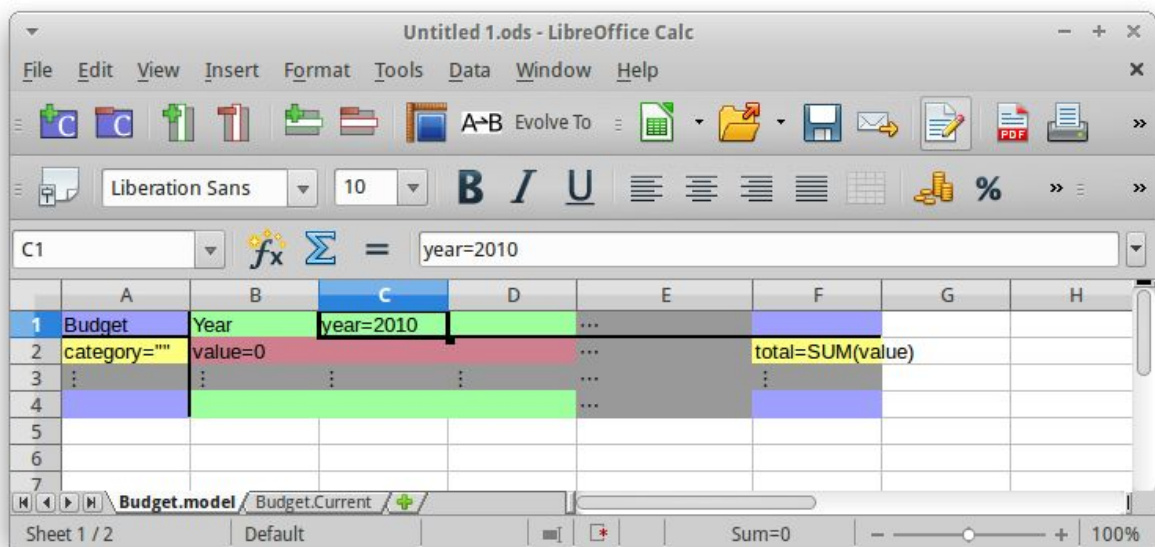 Untitled 1.ods - LibreOffice Calc
File Edit View Insert Format Tools Data Window Help
C C A→B Evolve To PDF »
Liberation Sans 10 B I U % » »
C1 fx Σ = year=2010
A B C D E F G H
1 Budget Year year=2010 ...
2 category="" value=0 ... total=SUM(value)
3 ⋮ ⋮ ⋮ ⋮ ... ⋮
4 ...
5
6
7
Budget.model Budget.Current
Sheet 1 / 2 Default Sum=0 100%